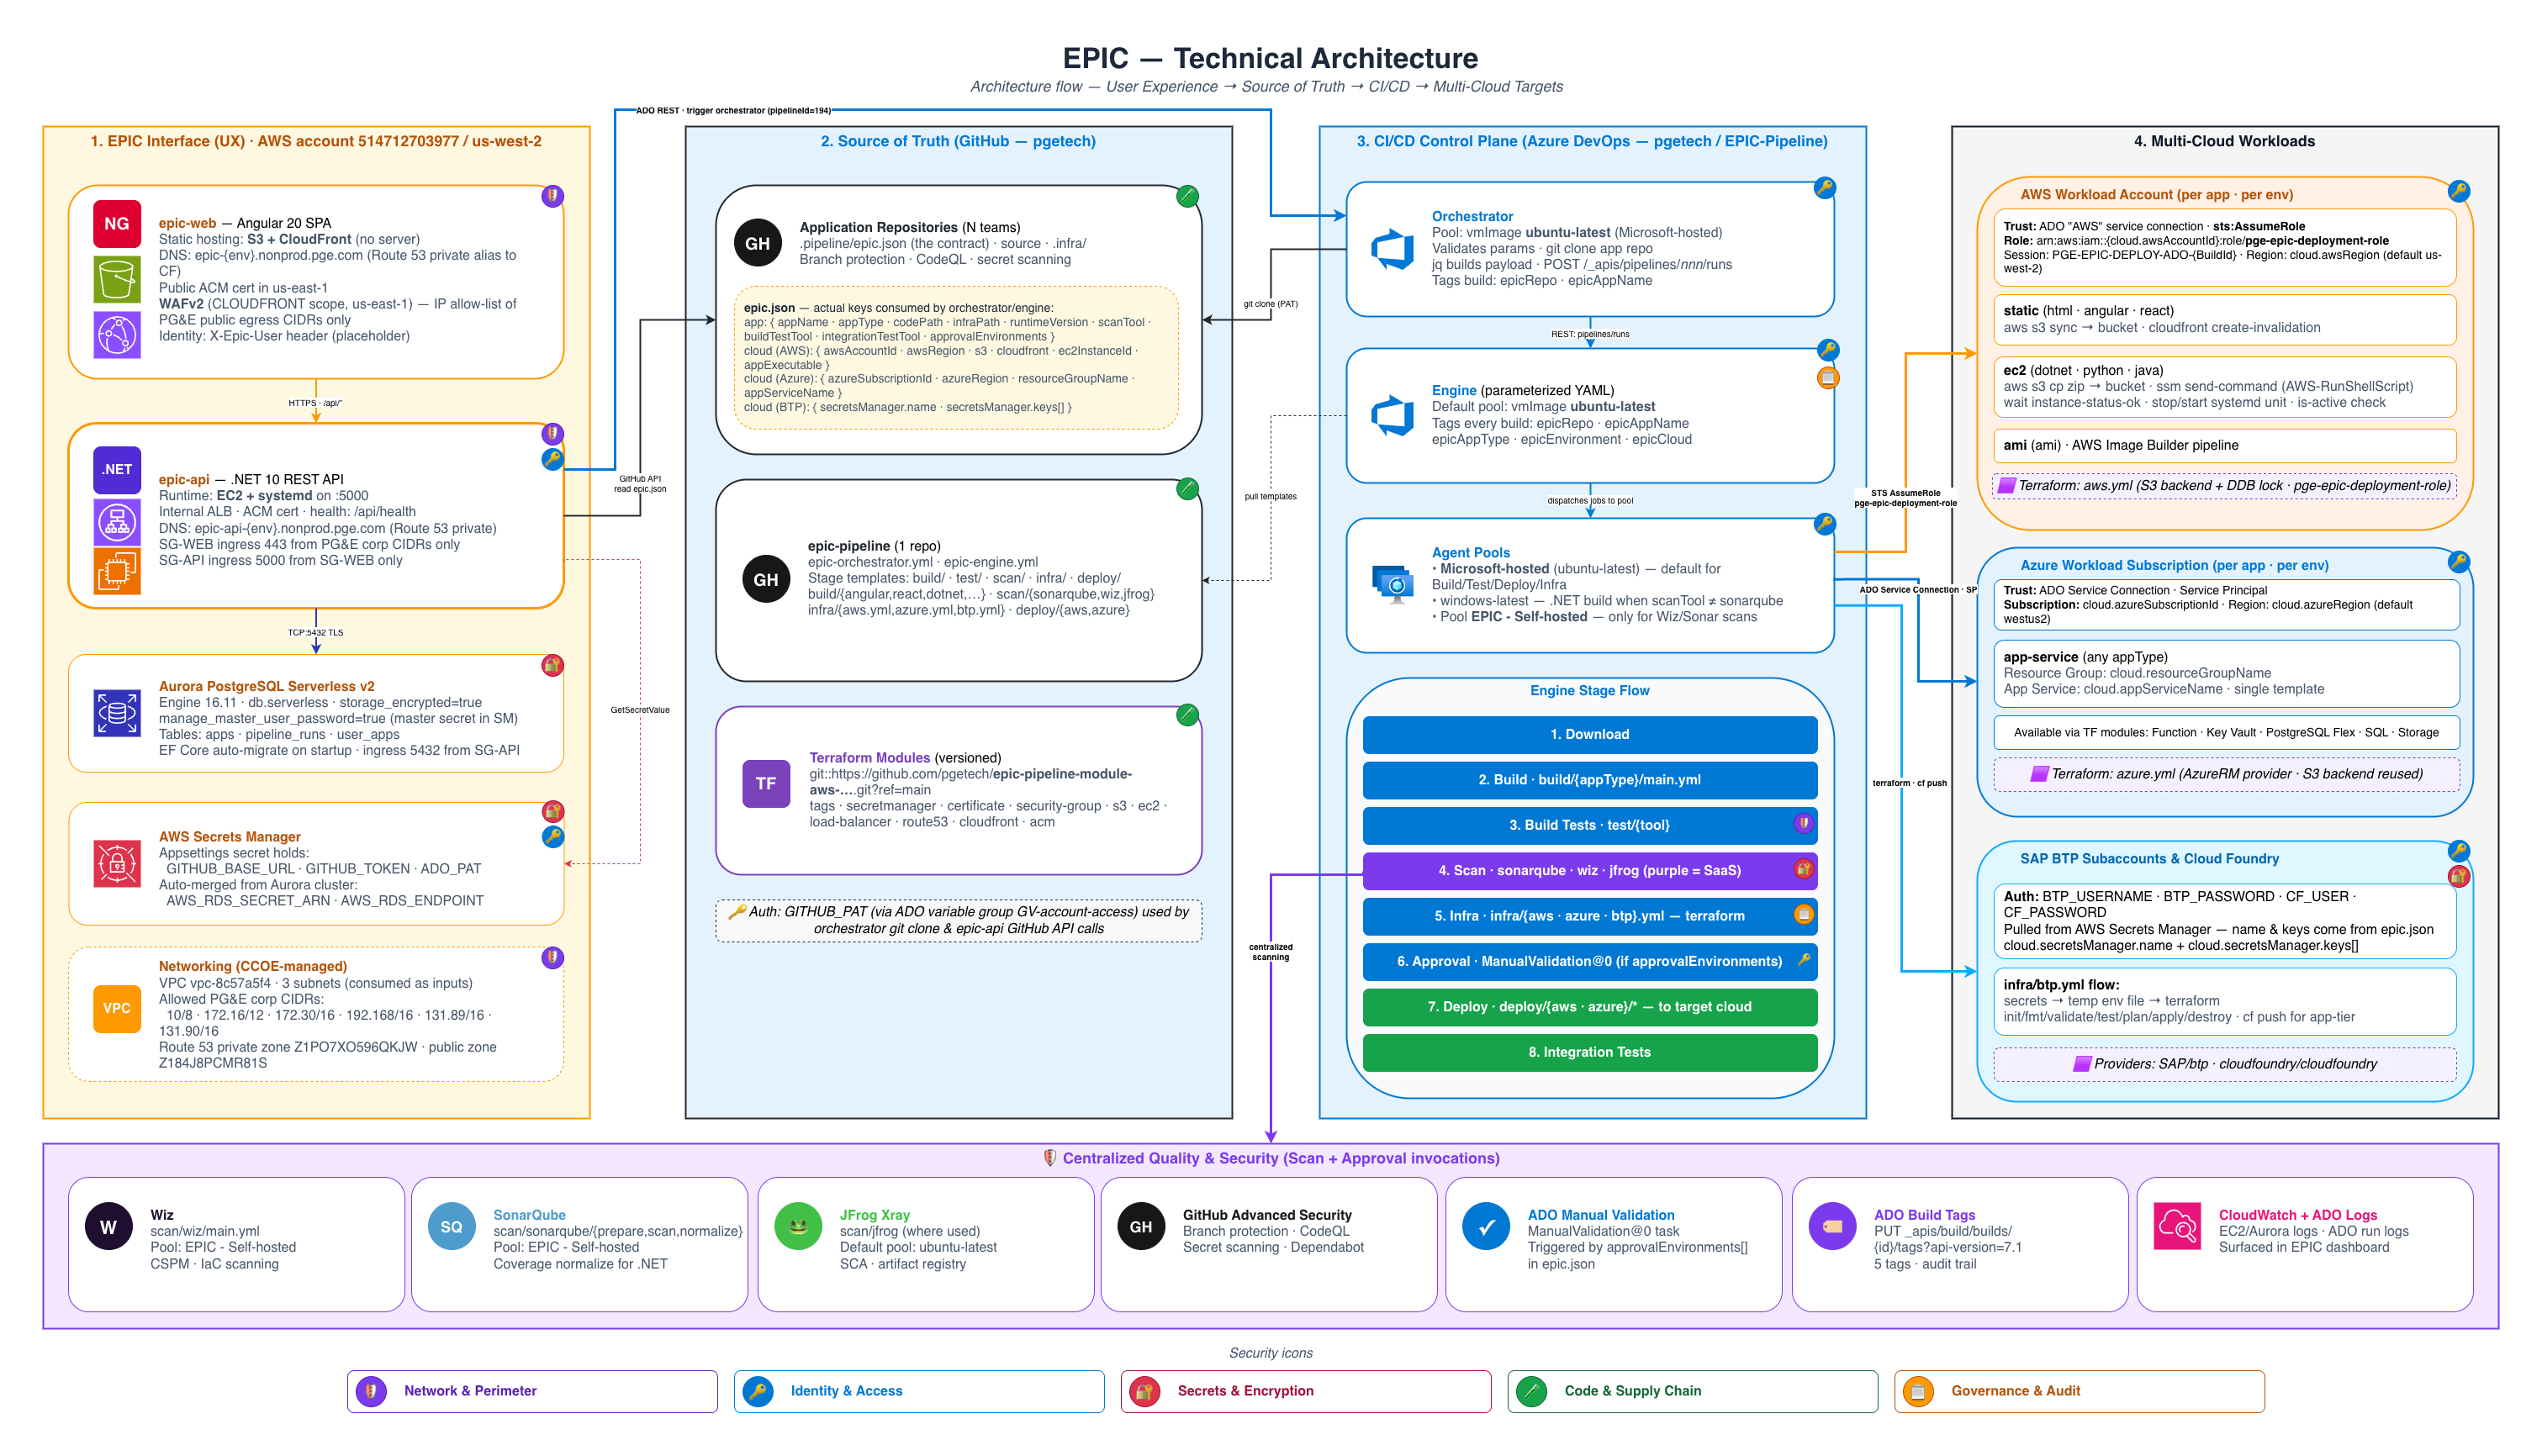 EPIC — Technical Architecture
Architecture flow — User Experience → Source of Truth → CI/CD → Multi-Cloud Targets
ADO REST · trigger orchestrator (pipelineId=194)
1. EPIC Interface (UX) · AWS account 514712703977 / us-west-2
NG
epic-web — Angular 20 SPA
Static hosting: S3 + CloudFront (no server)
DNS: epic-{env}.nonprod.pge.com (Route 53 private alias to
CF)
Public ACM cert in us-east-1
WAFv2 (CLOUDFRONT scope, us-east-1) — IP allow-list of
PG&E public egress CIDRs only
Identity: X-Epic-User header (placeholder)
HTTPS · /api/*
.NET
epic-api — .NET 10 REST API
Runtime: EC2 + systemd on :5000
Internal ALB · ACM cert · health: /api/health
DNS: epic-api-{env}.nonprod.pge.com (Route 53 private)
SG-WEB ingress 443 from PG&E corp CIDRs only
SG-API ingress 5000 from SG-WEB only
TCP:5432 TLS
Aurora PostgreSQL Serverless v2
Engine 16.11 · db.serverless · storage_encrypted=true
manage_master_user_password=true (master secret in SM)
Tables: apps · pipeline_runs · user_apps
EF Core auto-migrate on startup · ingress 5432 from SG-API
AWS Secrets Manager
Appsettings secret holds:
GITHUB_BASE_URL · GITHUB_TOKEN · ADO_PAT
Auto-merged from Aurora cluster:
AWS_RDS_SECRET_ARN · AWS_RDS_ENDPOINT
VPC
Networking (CCOE-managed)
VPC vpc-8c57a5f4 · 3 subnets (consumed as inputs)
Allowed PG&E corp CIDRs:
10/8 · 172.16/12 · 172.30/16 · 192.168/16 · 131.89/16 ·
131.90/16
Route 53 private zone Z1PO7XO596QKJW · public zone
Z184J8PCMR81S
GitHub API
read epic.json
GetSecretValue
2. Source of Truth (GitHub — pgetech)
GH
Application Repositories (N teams)
.pipeline/epic.json (the contract) · source · .infra/
Branch protection · CodeQL · secret scanning
epic.json — actual keys consumed by orchestrator/engine:
app: { appName · appType · codePath · infraPath · runtimeVersion · scanTool ·
buildTestTool · integrationTestTool · approvalEnvironments }
cloud (AWS): { awsAccountId · awsRegion · s3 · cloudfront · ec2InstanceId ·
appExecutable }
cloud (Azure): { azureSubscriptionId · azureRegion · resourceGroupName ·
appServiceName }
cloud (BTP): { secretsManager.name · secretsManager.keys[] }
GH
epic-pipeline (1 repo)
epic-orchestrator.yml · epic-engine.yml
Stage templates: build/ · test/ · scan/ · infra/ · deploy/
build/{angular,react,dotnet,…} · scan/{sonarqube,wiz,jfrog}
infra/{aws.yml,azure.yml,btp.yml} · deploy/{aws,azure}
TF
Terraform Modules (versioned)
git::https://github.com/pgetech/epic-pipeline-module-
aws-….git?ref=main
tags · secretmanager · certificate · security-group · s3 · ec2 ·
load-balancer · route53 · cloudfront · acm
🔑 Auth: GITHUB_PAT (via ADO variable group GV-account-access) used by
orchestrator git clone & epic-api GitHub API calls
git clone (PAT)
pull templates
centralized
scanning
3. CI/CD Control Plane (Azure DevOps — pgetech / EPIC-Pipeline)
Orchestrator
Pool: vmImage ubuntu-latest (Microsoft-hosted)
Validates params · git clone app repo
jq builds payload · POST /_apis/pipelines/nnn/runs
Tags build: epicRepo · epicAppName
REST: pipelines/runs
Engine (parameterized YAML)
Default pool: vmImage ubuntu-latest
Tags every build: epicRepo · epicAppName
epicAppType · epicEnvironment · epicCloud
dispatches jobs to pool
Agent Pools
• Microsoft-hosted (ubuntu-latest) — default for
Build/Test/Deploy/Infra
• windows-latest — .NET build when scanTool ≠ sonarqube
• Pool EPIC - Self-hosted — only for Wiz/Sonar scans
Engine Stage Flow
1. Download
2. Build · build/{appType}/main.yml
3. Build Tests · test/{tool}
4. Scan · sonarqube · wiz · jfrog (purple = SaaS)
5. Infra · infra/{aws · azure · btp}.yml — terraform
6. Approval · ManualValidation@0 (if approvalEnvironments)
7. Deploy · deploy/{aws · azure}/* — to target cloud
8. Integration Tests
STS AssumeRole
pge-epic-deployment-role
ADO Service Connection · SP
terraform · cf push
4. Multi-Cloud Workloads
AWS Workload Account (per app · per env)
Trust: ADO "AWS" service connection · sts:AssumeRole
Role: arn:aws:iam::{cloud.awsAccountId}:role/pge-epic-deployment-role
Session: PGE-EPIC-DEPLOY-ADO-{BuildId} · Region: cloud.awsRegion (default us-
west-2)
static (html · angular · react)
aws s3 sync → bucket · cloudfront create-invalidation
ec2 (dotnet · python · java)
aws s3 cp zip → bucket · ssm send-command (AWS-RunShellScript)
wait instance-status-ok · stop/start systemd unit · is-active check
ami (ami) · AWS Image Builder pipeline
🟪 Terraform: aws.yml (S3 backend + DDB lock · pge-epic-deployment-role)
Azure Workload Subscription (per app · per env)
Trust: ADO Service Connection · Service Principal
Subscription: cloud.azureSubscriptionId · Region: cloud.azureRegion (default
westus2)
app-service (any appType)
Resource Group: cloud.resourceGroupName
App Service: cloud.appServiceName · single template
Available via TF modules: Function · Key Vault · PostgreSQL Flex · SQL · Storage
🟪 Terraform: azure.yml (AzureRM provider · S3 backend reused)
SAP BTP Subaccounts & Cloud Foundry
Auth: BTP_USERNAME · BTP_PASSWORD · CF_USER ·
CF_PASSWORD
Pulled from AWS Secrets Manager — name & keys come from epic.json
cloud.secretsManager.name + cloud.secretsManager.keys[]
infra/btp.yml flow:
secrets → temp env file → terraform
init/fmt/validate/test/plan/apply/destroy · cf push for app-tier
🟪 Providers: SAP/btp · cloudfoundry/cloudfoundry
Centralized Quality & Security (Scan + Approval invocations)
W
Wiz
scan/wiz/main.yml
Pool: EPIC - Self-hosted
CSPM · IaC scanning
SQ
SonarQube
scan/sonarqube/{prepare,scan,normalize}
Pool: EPIC - Self-hosted
Coverage normalize for .NET
JFrog Xray
scan/jfrog (where used)
Default pool: ubuntu-latest
SCA · artifact registry
GH
GitHub Advanced Security
Branch protection · CodeQL
Secret scanning · Dependabot
✓
ADO Manual Validation
ManualValidation@0 task
Triggered by approvalEnvironments[]
in epic.json
ADO Build Tags
PUT _apis/build/builds/
{id}/tags?api-version=7.1
5 tags · audit trail
CloudWatch + ADO Logs
EC2/Aurora logs · ADO run logs
Surfaced in EPIC dashboard
Security icons
Network & Perimeter
Identity & Access
Secrets & Encryption
Code & Supply Chain
Governance & Audit